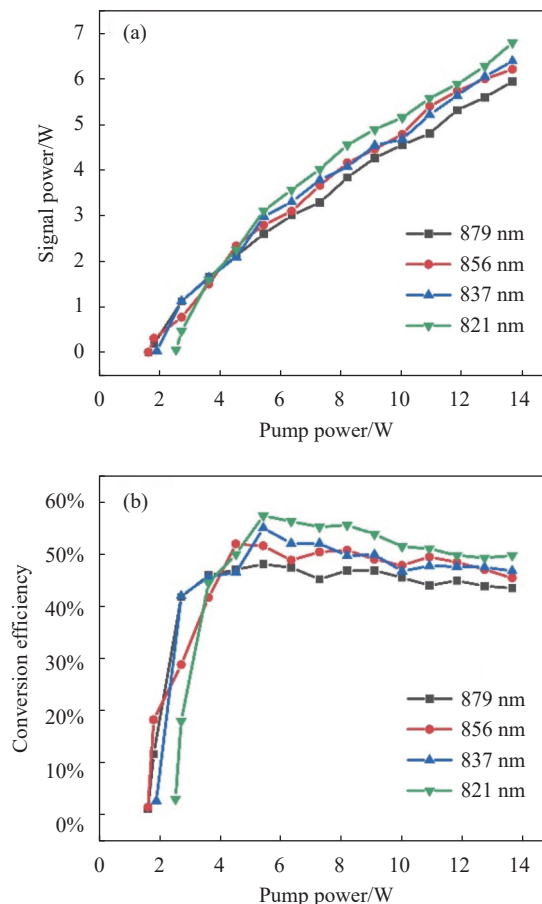 (a)
7
6
5
4
3
2
1
0
Signal power/W
879 nm
856 nm
837 nm
821 nm
0 2 4 6 8 10 12 14
Pump power/W
(b)
60%
50%
40%
30%
20%
10%
0%
Conversion efficiency
879 nm
856 nm
837 nm
821 nm
0 2 4 6 8 10 12 14
Pump power/W